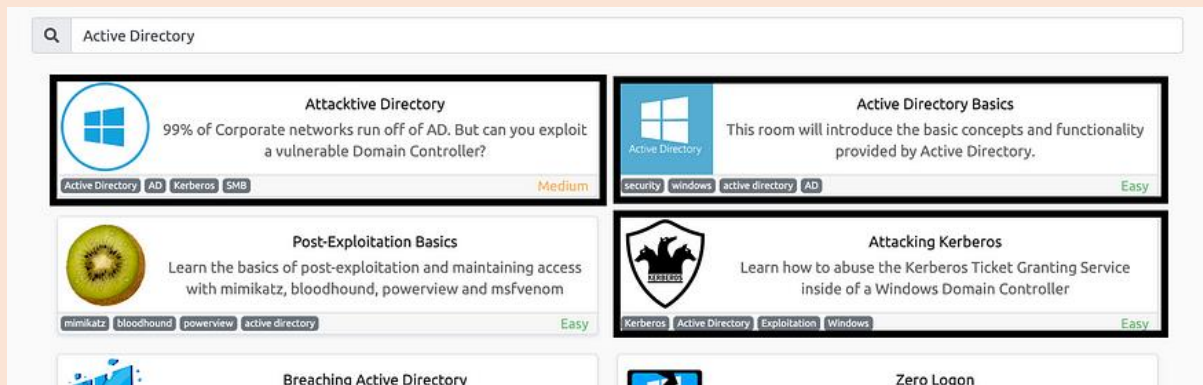 Active Directory
Attacktive Directory
99% of Corporate networks run off of AD. But can you exploit
a vulnerable Domain Controller?
Active Directory AD Kerberos SMB
Medium
Active Directory
Active Directory Basics
This room will introduce the basic concepts and functionality
provided by Active Directory.
security windows active directory AD
Easy
Post-Exploitation Basics
Learn the basics of post-exploitation and maintaining access
with mimikatz, bloodhound, powerview and msfvenom
mimikatz bloodhound powerview active directory
Easy
KERBEROS
Attacking Kerberos
Learn how to abuse the Kerberos Ticket Granting Service
inside of a Windows Domain Controller
Kerberos Active Directory Exploitation Windows
Easy
Breaching Active Directory
Zero Logon